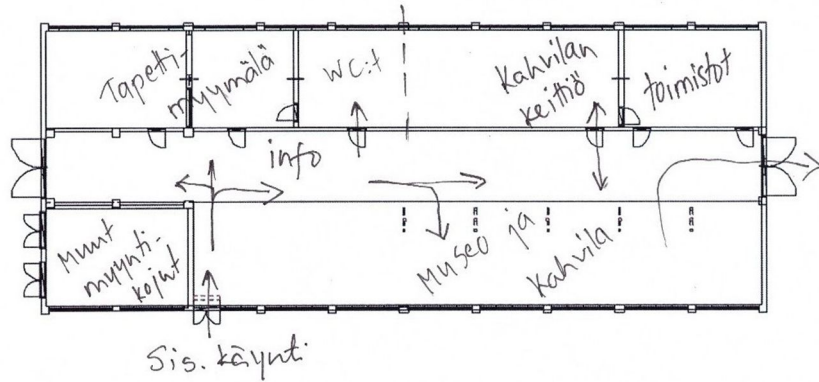 Tapetti-
myymälä
WC:t
Kahvilan
keittiö
toimistot
info
Muut
myynti-
kojut
Museo ja
Kahvila
Sis. käynti